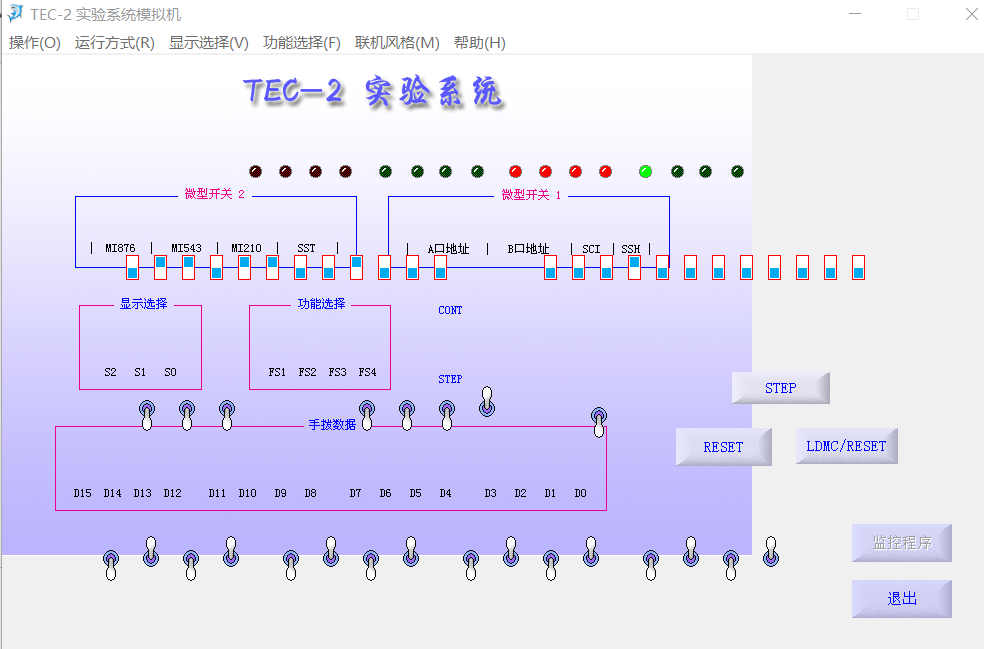 TEC-2 实验系统模拟机
操作(O) 运行方式(R) 显示选择(V) 功能选择(F) 联机风格(M) 帮助(H)
TEC-2 实验系统
微型开关 2 微型开关 1
| MI876 | MI543 | MI210 | SST | | A口地址 | B口地址 | SCI | SSH |
显示选择 功能选择 CONT
S2 S1 S0 FS1 FS2 FS3 FS4 STEP
STEP
手拨数据
RESET LDMC/RESET
D15 D14 D13 D12 D11 D10 D9 D8 D7 D6 D5 D4 D3 D2 D1 D0
监控程序
退出